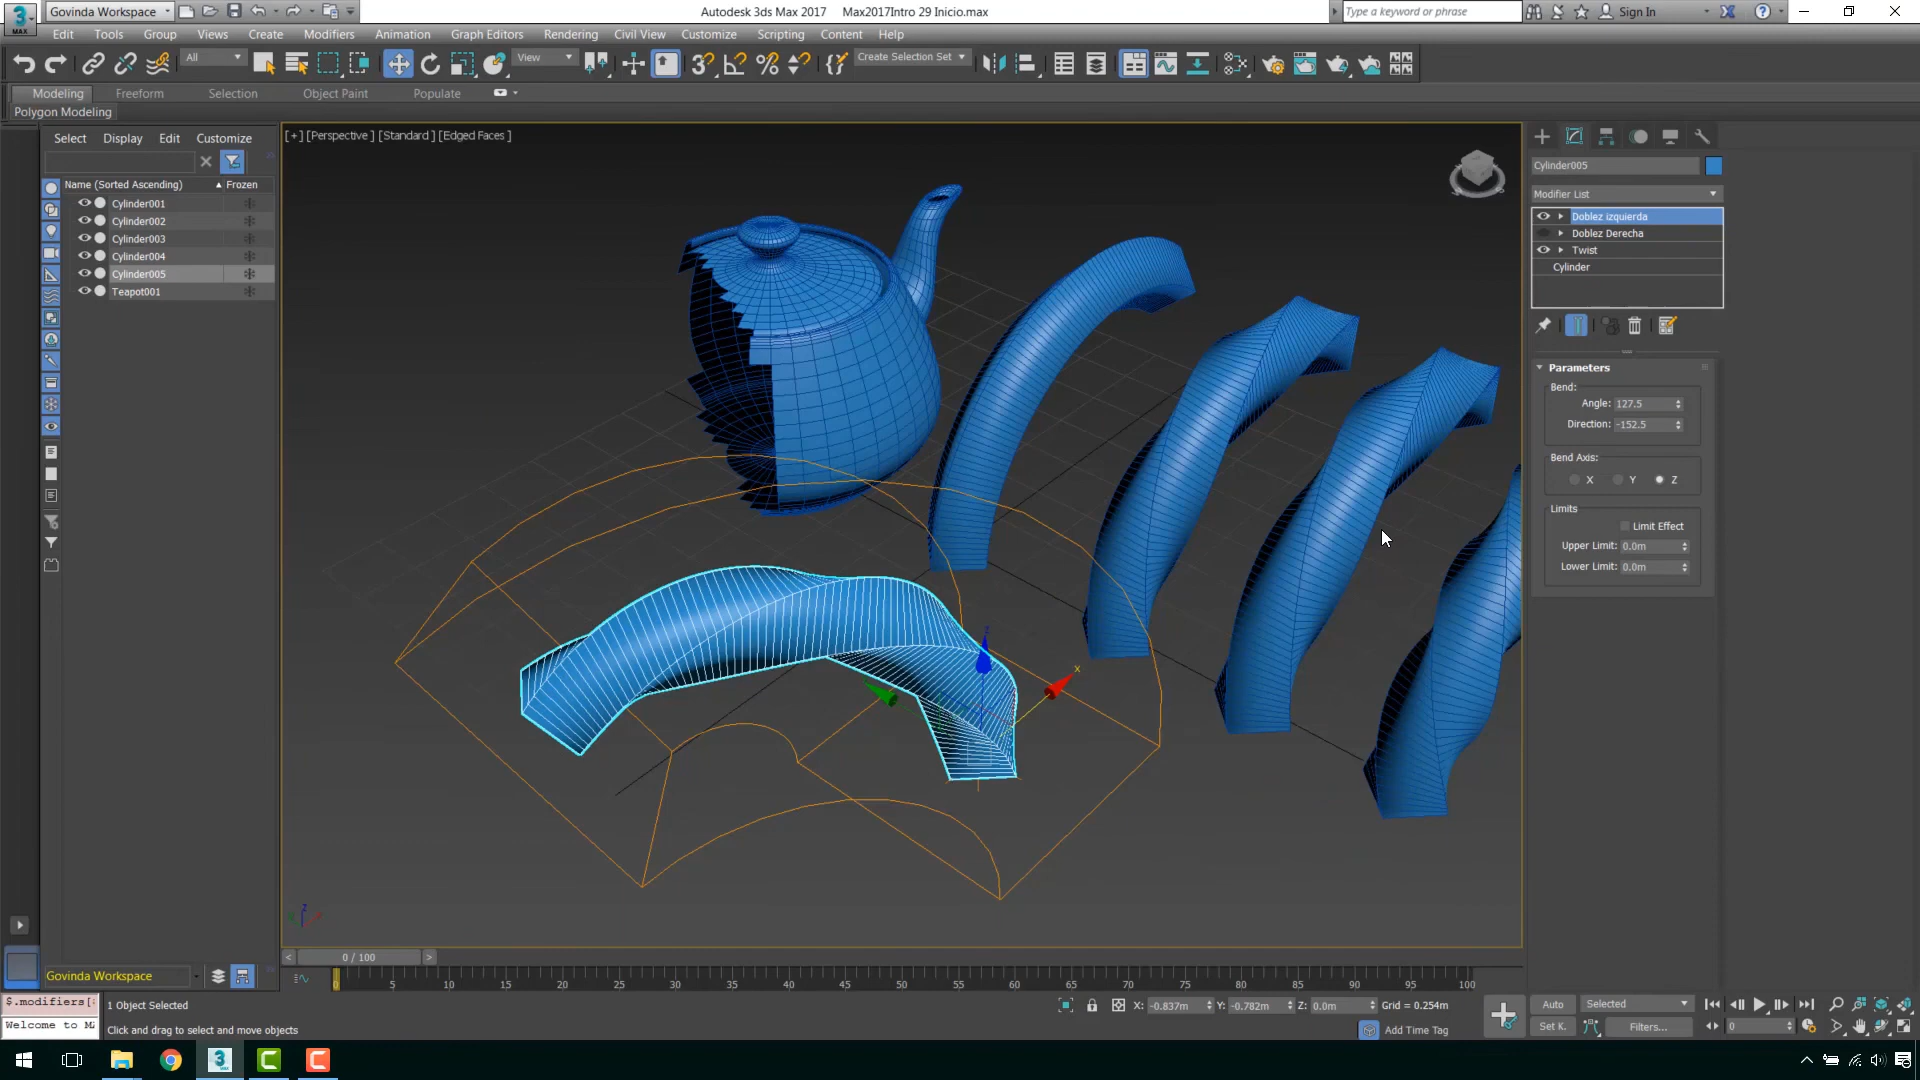 Govinda Workspace
Autodesk 3ds Max 2017    Max2017Intro 29 Inicio.max
Type a keyword or phrase
Sign In
MAX
Edit Tools Group Views Create Modifiers Animation Graph Editors Rendering Civil View Customize Scripting Content Help
All
View
Create Selection Set
Modeling Freeform Selection Object Paint Populate
Polygon Modeling
Select Display Edit Customize
Name (Sorted Ascending) Frozen
Cylinder001
Cylinder002
Cylinder003
Cylinder004
Cylinder005
Teapot001
[+] [Perspective ] [Standard ] [Edged Faces ]
Cylinder005
Modifier List
Doblez izquierda
Doblez Derecha
Twist
Cylinder
Parameters
Bend:
Angle: 127.5
Direction: -152.5
Bend Axis:
X Y Z
Limits
Limit Effect
Upper Limit: 0.0m
Lower Limit: 0.0m
z
x
0 / 100
Govinda Workspace
0 5 10 15 20 25 30 35 40 45 50 55 60 65 70 75 80 85 90 95 100
$.modifiers[
Welcome to MA
1 Object Selected
Click and drag to select and move objects
X: -0.837m Y: -0.782m Z: 0.0m Grid = 0.254m
Add Time Tag
Auto
Selected
Set K.
Filters...
0